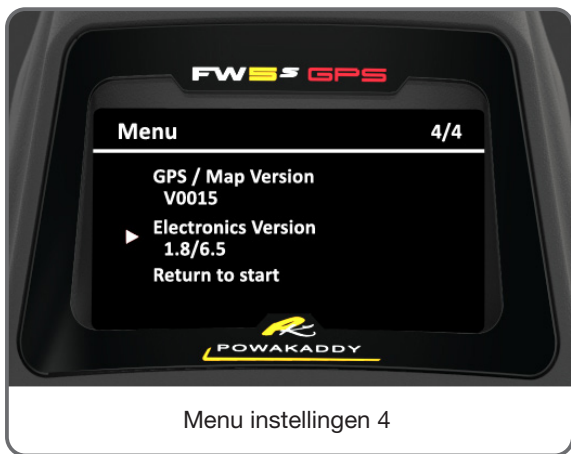 FW5s GPS
Menu 4/4
GPS / Map Version
V0015
Electronics Version
1.8/6.5
Return to start
POWAKADDY
Menu instellingen 4